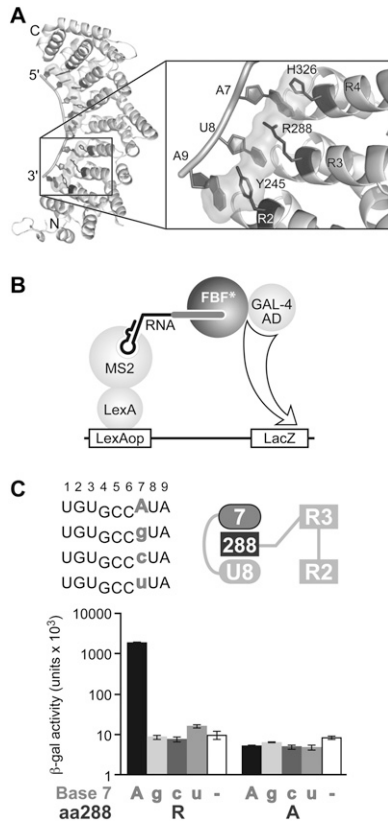 A
C
5'
3'
N
A7
H326
R4
U8
R288
R3
A9
Y245
R2
B
RNA
FBF*
GAL-4
AD
MS2
LexA
LexAop
LacZ
C
1 2 3 4 5 6 7 8 9
UGUGCCAUA
UGUGCCgUA
UGUGCCcUA
UGUGCCuUA
7
288
U8
R3
R2
β-gal activity (units x 10³)
10000
1000
100
10
1
Base 7 A g c u - A g c u -
aa288 R A